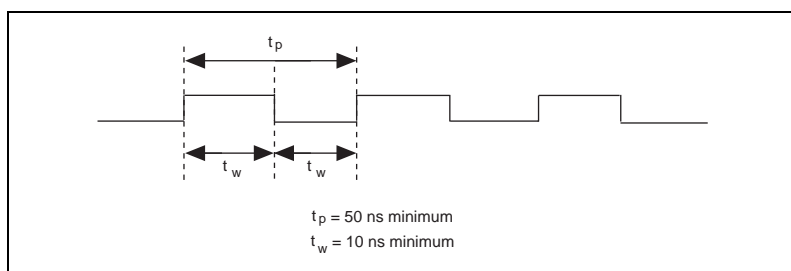 tp
tw tw
tp = 50 ns minimum
tw = 10 ns minimum